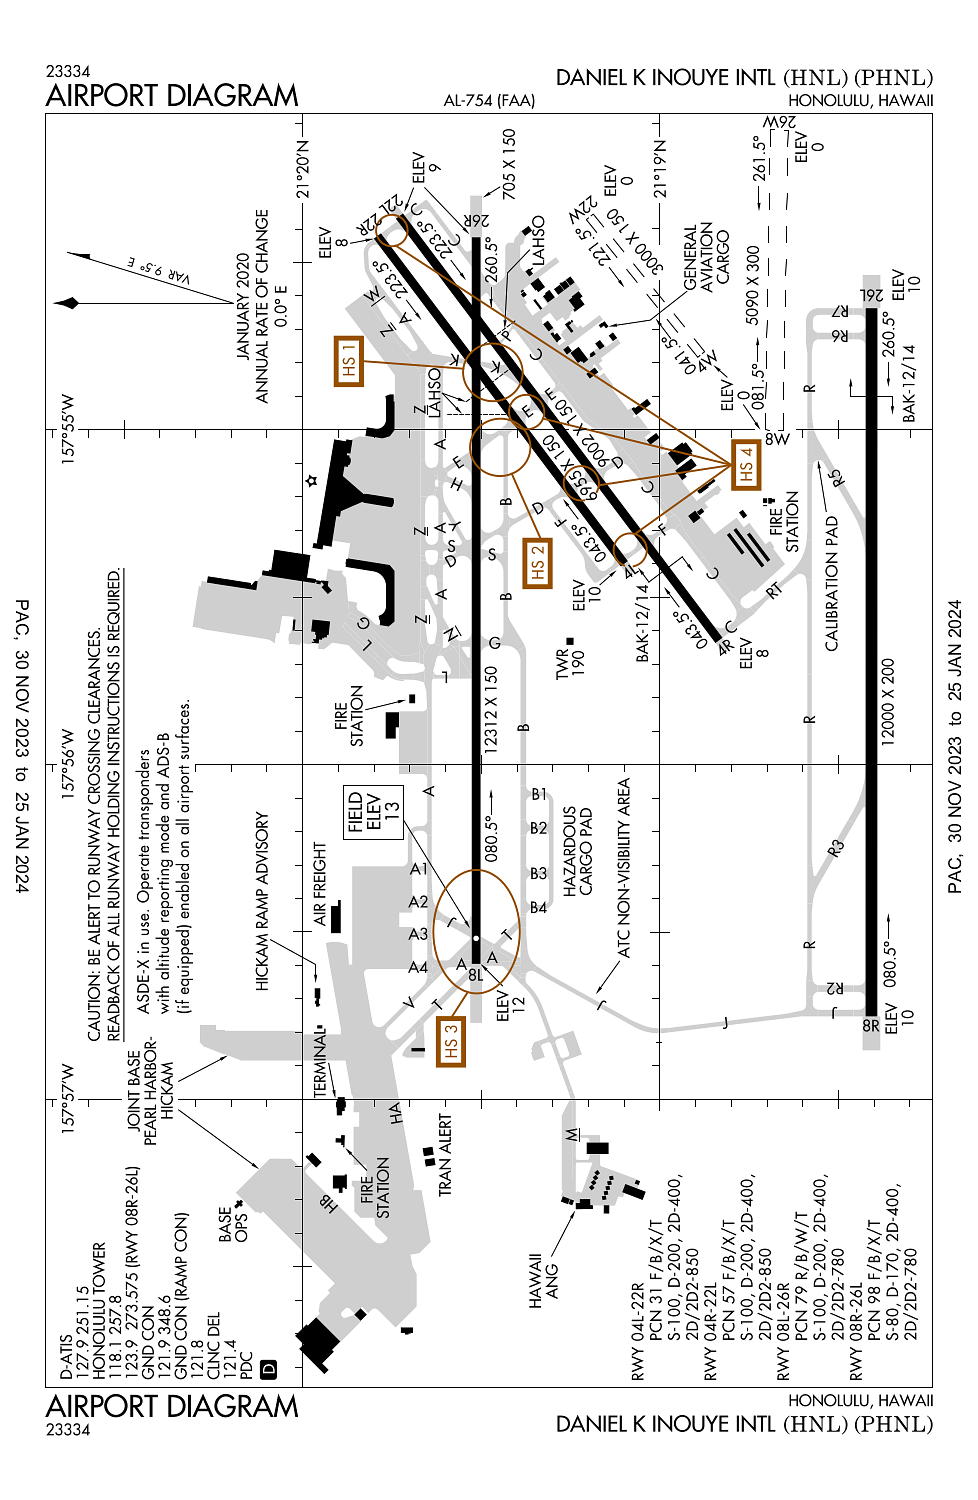 23334
AIRPORT DIAGRAM
AL-754 (FAA)
DANIEL K INOUYE INTL (HNL) (PHNL)
HONOLULU, HAWAII
21°20'N
21°19'N
157°55'W
157°56'W
157°57'W
VAR 9.5° E
JANUARY 2020
ANNUAL RATE OF CHANGE
0.0° E
CAUTION: BE ALERT TO RUNWAY CROSSING CLEARANCES.
READBACK OF ALL RUNWAY HOLDING INSTRUCTIONS IS REQUIRED.
ASDE-X in use. Operate transponders
with altitude reporting mode and ADS-B
(if equipped) enabled on all airport surfaces.
D-ATIS
127.9 251.15
HONOLULU TOWER
118.1 257.8
123.9 273.575 (RWY 08R-26L)
GND CON
121.9 348.6
GND CON (RAMP CON)
121.8
CLNC DEL
121.4
PDC
D
RWY 04L-22R
PCN 31 F/B/X/T
S-100, D-200, 2D-400,
2D/2D2-850
RWY 04R-22L
PCN 57 F/B/X/T
S-100, D-200, 2D-400,
2D/2D2-850
RWY 08L-26R
PCN 79 R/B/W/T
S-100, D-200, 2D-400,
2D/2D2-780
RWY 08R-26L
PCN 98 F/B/X/T
S-80, D-170, 2D-400,
2D/2D2-780
HS 1
HS 2
HS 3
HS 4
ELEV
9
705 X 150
ELEV
8
22L
22R
26R
223.5°
223.5°
260.5°
LAHSO
LAHSO
ELEV
0
22W
221.5°
3000 X 150
041.5°
4W
ELEV
0
26W
ELEV
0
261.5°
5090 X 300
081.5°
8W
GENERAL
AVIATION
CARGO
ELEV
10
26L
260.5°
BAK-12/14
R7
R6
R
R5
CALIBRATION PAD
FIRE
STATION
9002 X 150
6955 X 150
043.5°
043.5°
4L
4R
ELEV
10
ELEV
8
BAK-12/14
TWR
190
RT
12000 X 200
12312 X 150
FIRE
STATION
FIELD
ELEV
13
080.5°
HAZARDOUS
CARGO PAD
B1
B2
B3
B4
A1
A2
A3
A4
ATC NON-VISIBILITY AREA
8L
ELEV
12
R
R3
R
R2
080.5°
8R
ELEV
10
J
J
J
HICKAM RAMP ADVISORY
AIR FREIGHT
TERMINAL
JOINT BASE
PEARL HARBOR-
HICKAM
FIRE
STATION
TRAN ALERT
BASE
OPS
HA
HB
HAWAII
ANG
M
W
Z
A
K
K
P
C
C
C
E
E
F
F
F
D
D
C
C
C
Z
A
E
H
Z
A
Y
S
D
S
B
B
B
A
Z
N
G
G
L
L
A
J
T
A
A
V
T
I
PAC, 30 NOV 2023 to 25 JAN 2024
PAC, 30 NOV 2023 to 25 JAN 2024
AIRPORT DIAGRAM
23334
HONOLULU, HAWAII
DANIEL K INOUYE INTL (HNL) (PHNL)